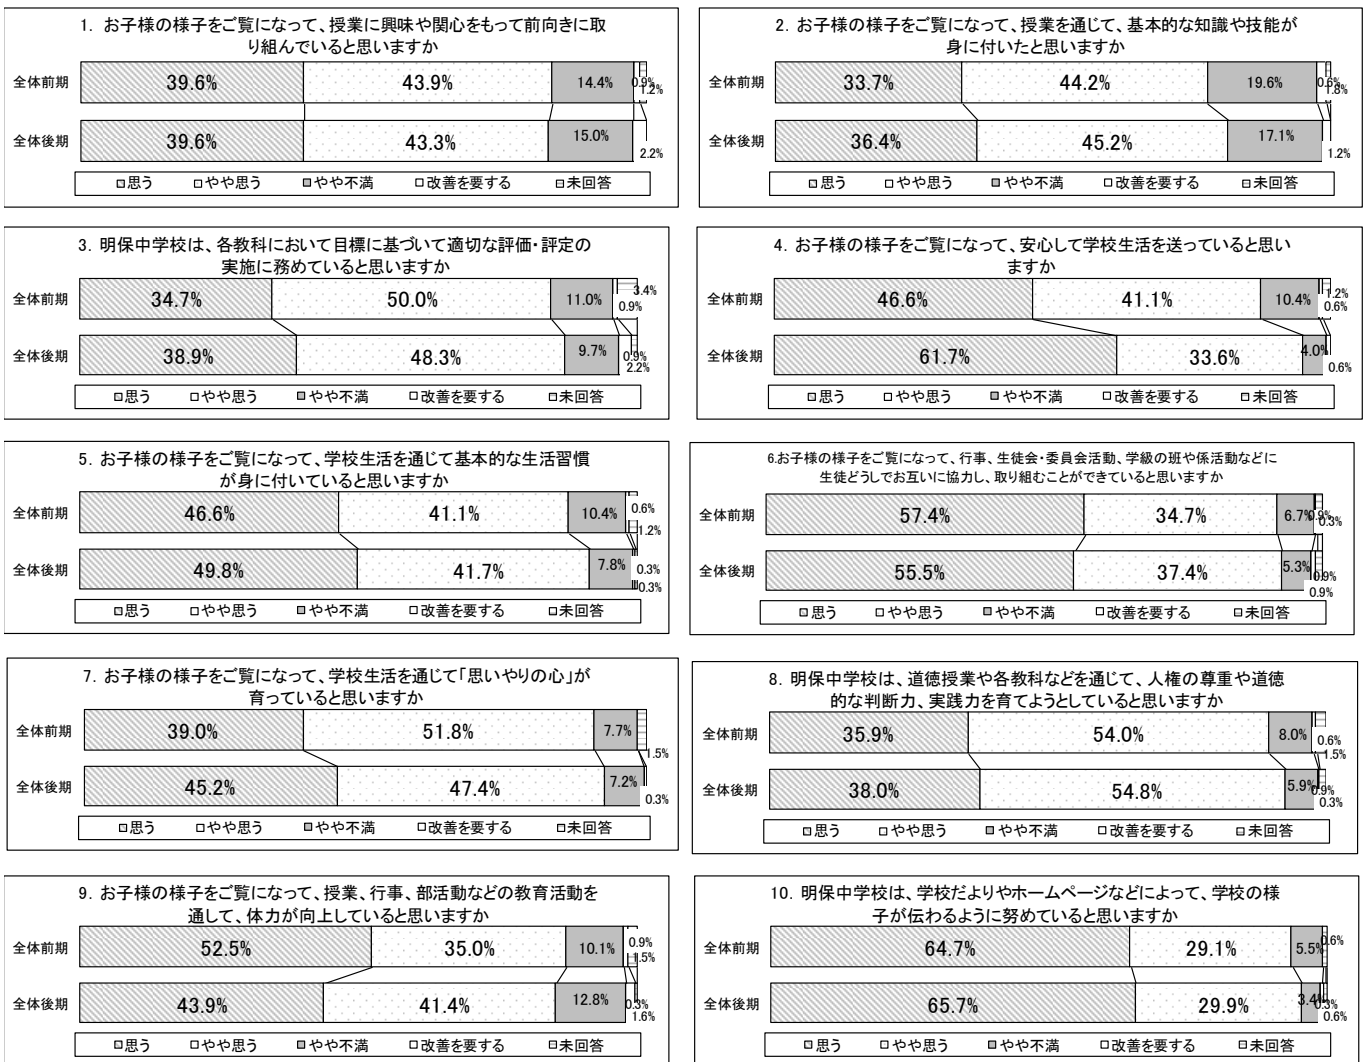 1. お子様の様子をご覧になって、授業に興味や関心をもって前向きに取
り組んでいると思いますか
全体前期 39.6% 43.9% 14.4% 0.9% 1.2%
全体後期 39.6% 43.3% 15.0% 2.2%
思う やや思う やや不満 改善を要する 未回答
2. お子様の様子をご覧になって、授業を通じて、基本的な知識や技能が
身に付いたと思いますか
全体前期 33.7% 44.2% 19.6% 0.6% 1.8%
全体後期 36.4% 45.2% 17.1% 1.2%
思う やや思う やや不満 改善を要する 未回答
3. 明保中学校は、各教科において目標に基づいて適切な評価・評定の
実施に務めていると思いますか
全体前期 34.7% 50.0% 11.0% 0.9% 3.4%
全体後期 38.9% 48.3% 9.7% 0.9% 2.2%
思う やや思う やや不満 改善を要する 未回答
4. お子様の様子をご覧になって、安心して学校生活を送っていると思い
ますか
全体前期 46.6% 41.1% 10.4% 0.6% 1.2%
全体後期 61.7% 33.6% 4.0% 0.6%
思う やや思う やや不満 改善を要する 未回答
5. お子様の様子をご覧になって、学校生活を通じて基本的な生活習慣
が身に付いていると思いますか
全体前期 46.6% 41.1% 10.4% 0.6% 1.2%
全体後期 49.8% 41.7% 7.8% 0.3% 0.3%
思う やや思う やや不満 改善を要する 未回答
6.お子様の様子をご覧になって、行事、生徒会・委員会活動、学級の班や係活動などに
生徒どうしでお互いに協力し、取り組むことができていると思いますか
全体前期 57.4% 34.7% 6.7% 0.9% 0.3%
全体後期 55.5% 37.4% 5.3% 0.9% 0.9%
思う やや思う やや不満 改善を要する 未回答
7. お子様の様子をご覧になって、学校生活を通じて「思いやりの心」が
育っていると思いますか
全体前期 39.0% 51.8% 7.7% 1.5%
全体後期 45.2% 47.4% 7.2% 0.3%
思う やや思う やや不満 改善を要する 未回答
8. 明保中学校は、道徳授業や各教科などを通じて、人権の尊重や道徳
的な判断力、実践力を育てようとしていると思いますか
全体前期 35.9% 54.0% 8.0% 0.6% 1.5%
全体後期 38.0% 54.8% 5.9% 0.9% 0.3%
思う やや思う やや不満 改善を要する 未回答
9. お子様の様子をご覧になって、授業、行事、部活動などの教育活動を
通して、体力が向上していると思いますか
全体前期 52.5% 35.0% 10.1% 0.9% 1.5%
全体後期 43.9% 41.4% 12.8% 0.3% 1.6%
思う やや思う やや不満 改善を要する 未回答
10. 明保中学校は、学校だよりやホームページなどによって、学校の様
子が伝わるように努めていると思いますか
全体前期 64.7% 29.1% 5.5% 0.6%
全体後期 65.7% 29.9% 3.4% 0.3% 0.6%
思う やや思う やや不満 改善を要する 未回答